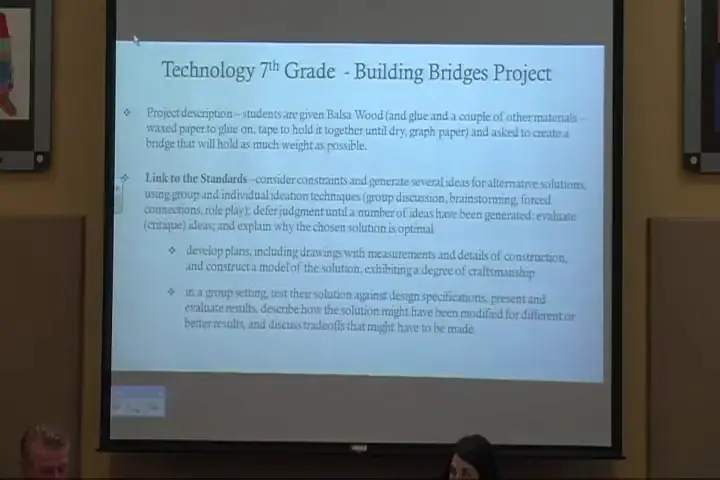 Technology 7th Grade - Building Bridges Project
Project description – students are given Balsa Wood (and glue and a couple of other materials –
waxed paper to glue on, tape to hold it together until dry, graph paper) and asked to create a
bridge that will hold as much weight as possible.
Link to the Standards – consider constraints and generate several ideas for alternative solutions,
using group and individual ideation techniques (group discussion, brainstorming, forced
connections, role play); defer judgment until a number of ideas have been generated; evaluate
(critique) ideas; and explain why the chosen solution is optimal
develop plans, including drawings with measurements and details of construction,
and construct a model of the solution, exhibiting a degree of craftsmanship
in a group setting, test their solution against design specifications, present and
evaluate results, describe how the solution might have been modified for different or
better results, and discuss tradeoffs that might have to be made